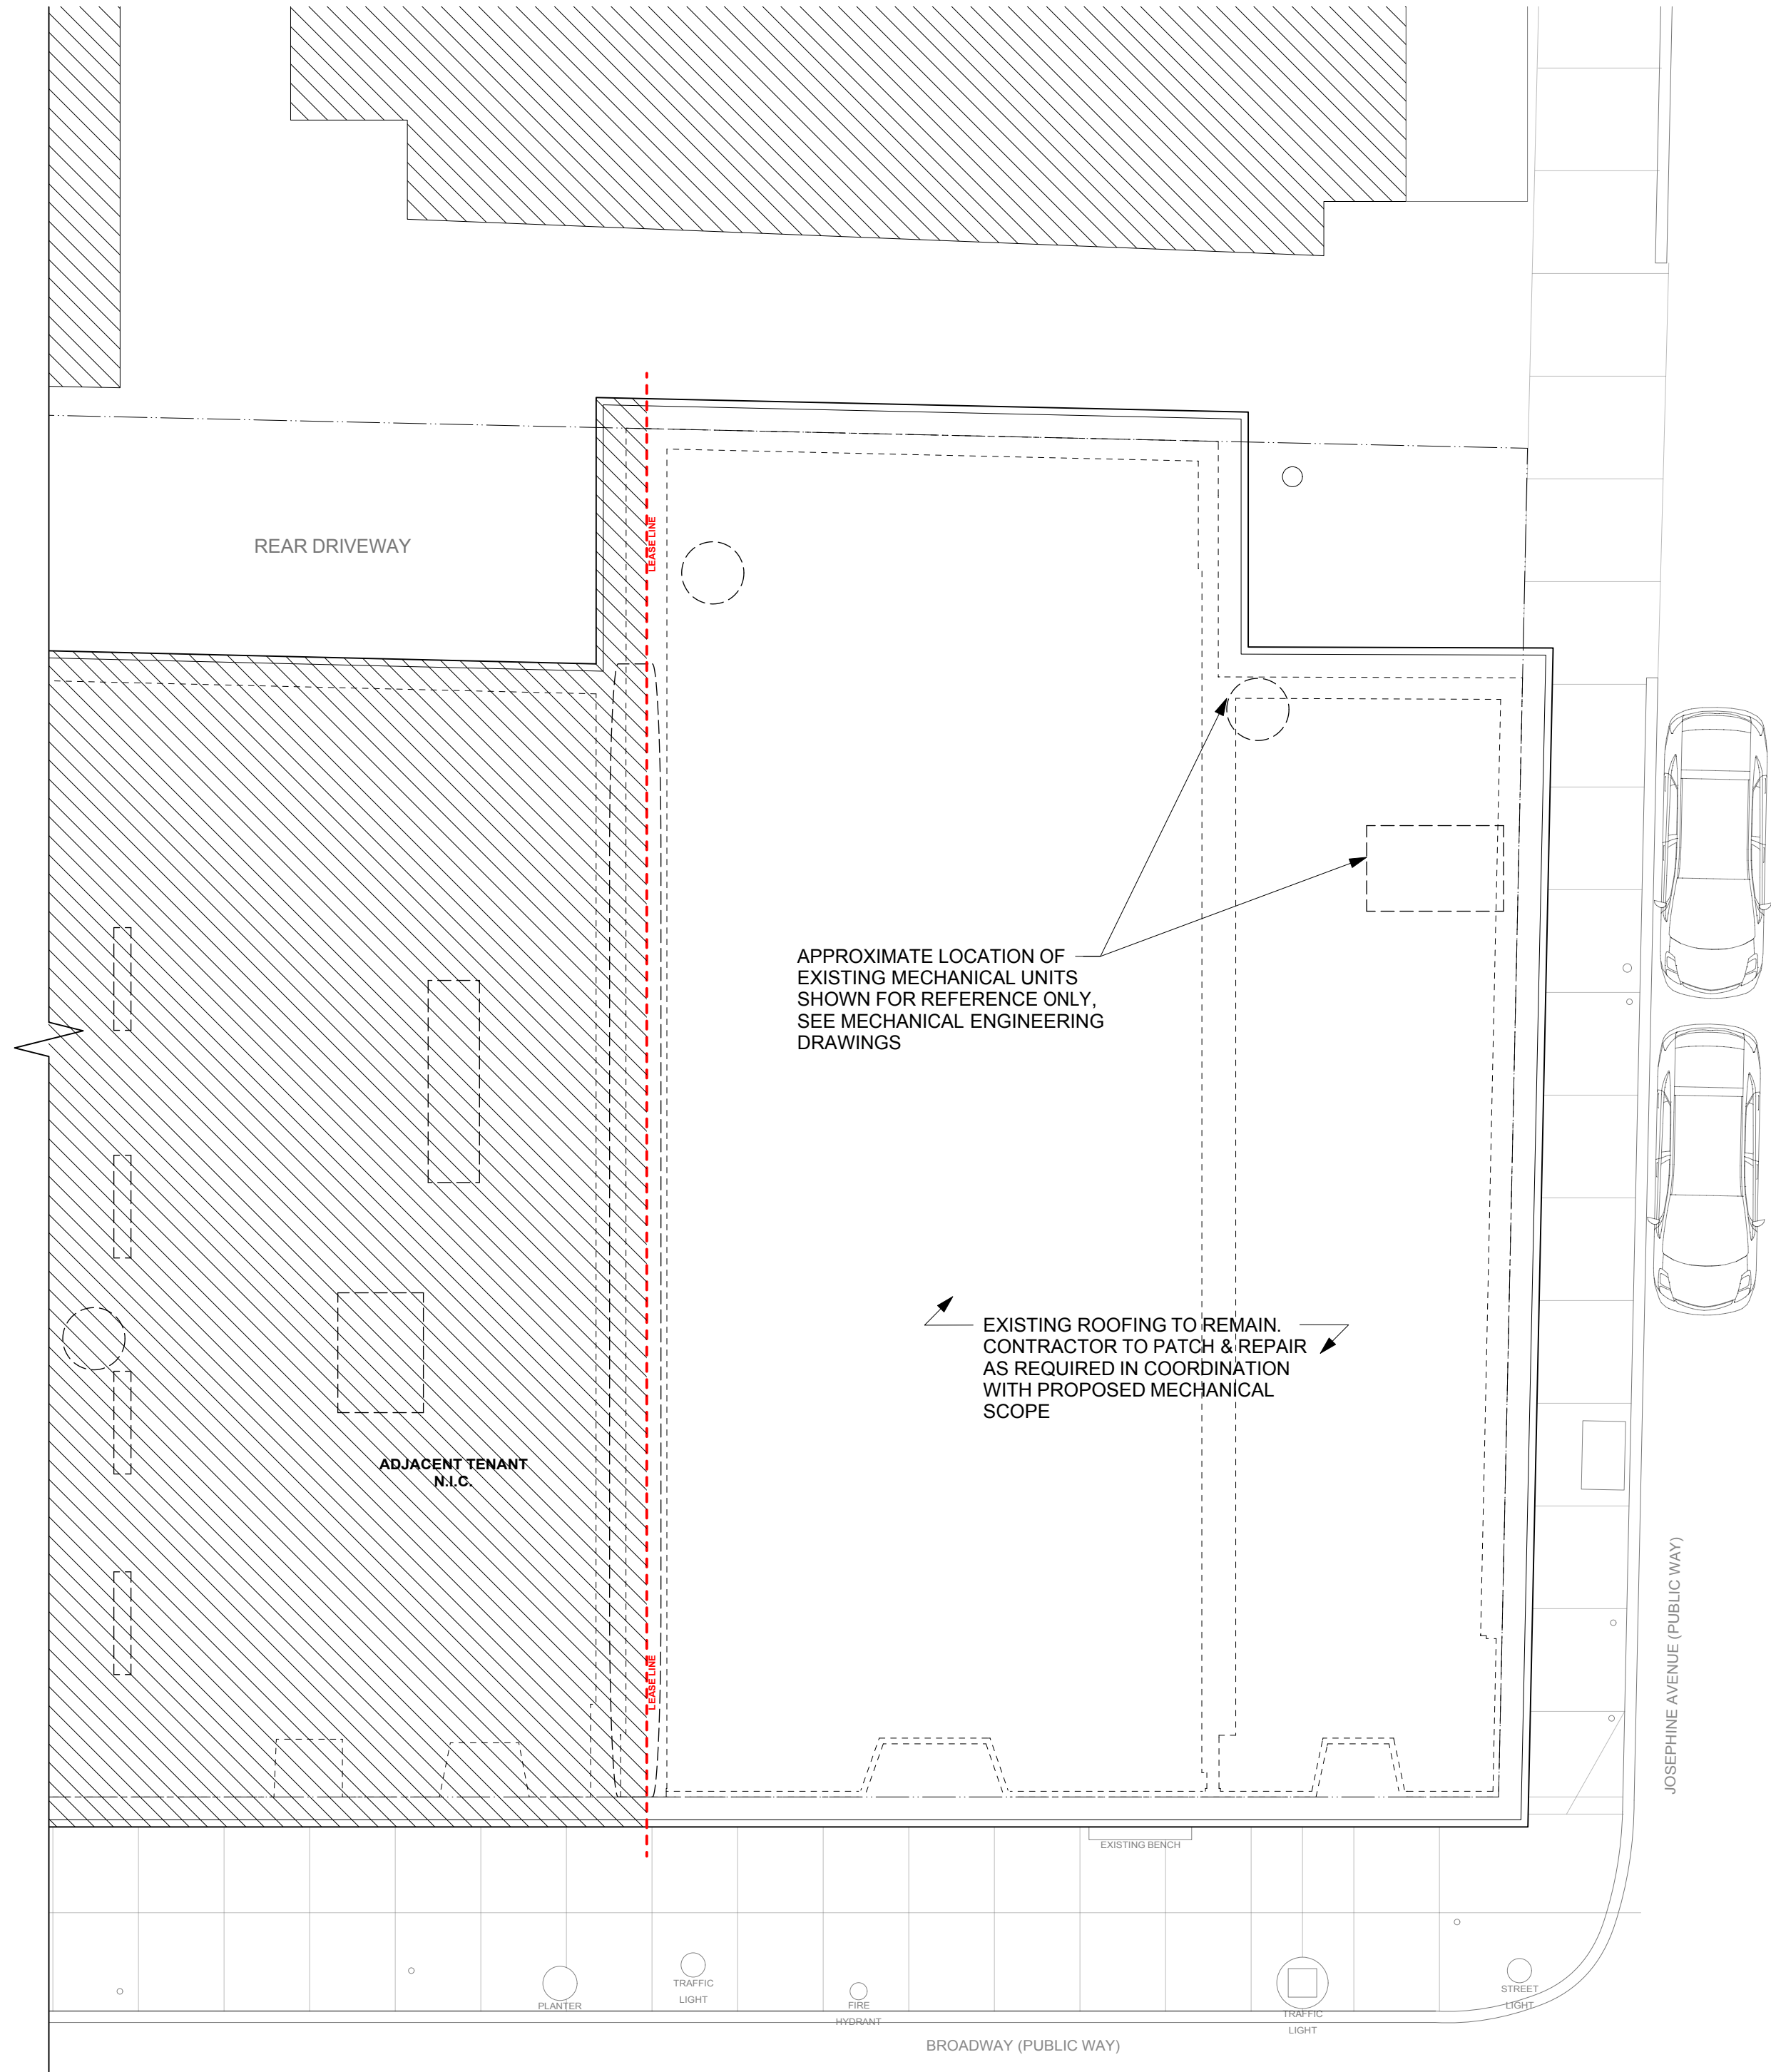 LEASE LINE
REAR DRIVEWAY
APPROXIMATE LOCATION OF
EXISTING MECHANICAL UNITS
SHOWN FOR REFERENCE ONLY,
SEE MECHANICAL ENGINEERING
DRAWINGS
EXISTING ROOFING TO REMAIN.
CONTRACTOR TO PATCH & REPAIR
AS REQUIRED IN COORDINATION
WITH PROPOSED MECHANICAL
SCOPE
ADJACENT TENANT
N.I.C.
LEASE LINE
JOSEPHINE AVENUE (PUBLIC WAY)
EXISTING BENCH
PLANTER
TRAFFIC
LIGHT
FIRE
HYDRANT
TRAFFIC
LIGHT
STREET
LIGHT
BROADWAY (PUBLIC WAY)